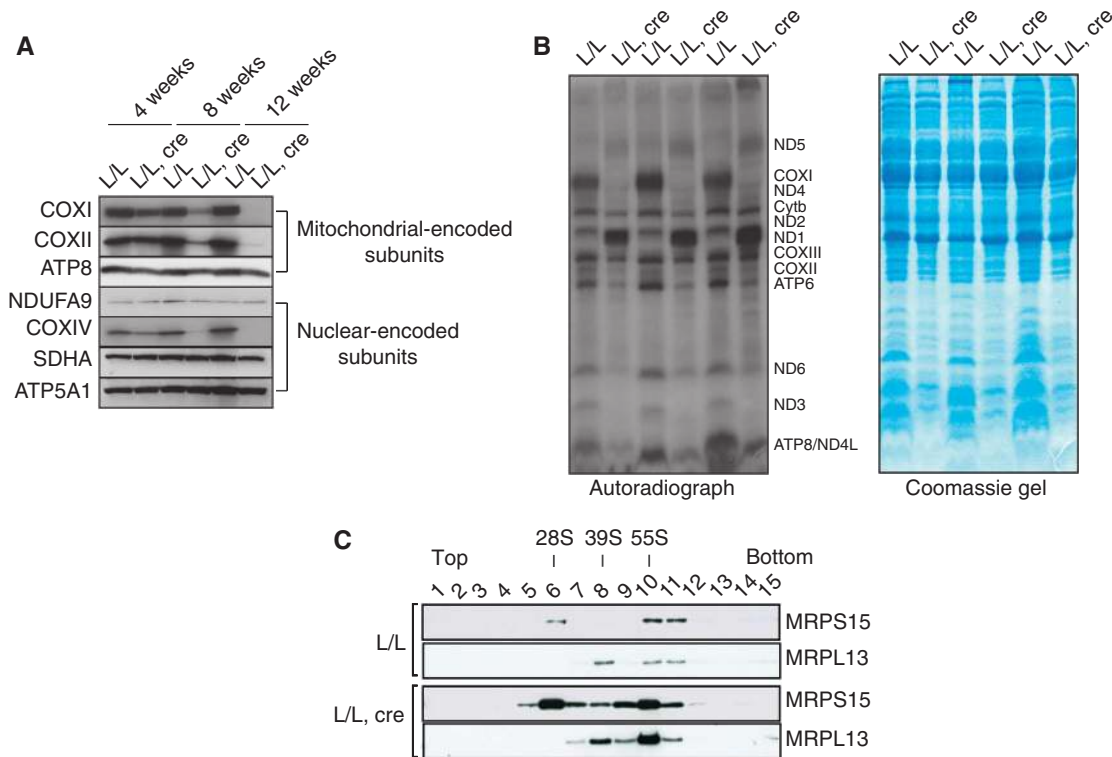 A
4 weeks
8 weeks
12 weeks
L/L
L/L, cre
L/L
L/L, cre
L/L
L/L, cre
COXI
COXII
ATP8
NDUFA9
COXIV
SDHA
ATP5A1
Mitochondrial-encoded
subunits
Nuclear-encoded
subunits
B
L/L
L/L, cre
L/L
L/L, cre
L/L
L/L, cre
ND5
COXI
ND4
Cytb
ND2
ND1
COXIII
COXII
ATP6
ND6
ND3
ATP8/ND4L
Autoradiograph
L/L
L/L, cre
L/L
L/L, cre
L/L
L/L, cre
Coomassie gel
C
28S 39S 55S
Top Bottom
1 2 3 4 5 6 7 8 9 10 11 12 13 14 15
L/L
MRPS15
MRPL13
L/L, cre
MRPS15
MRPL13